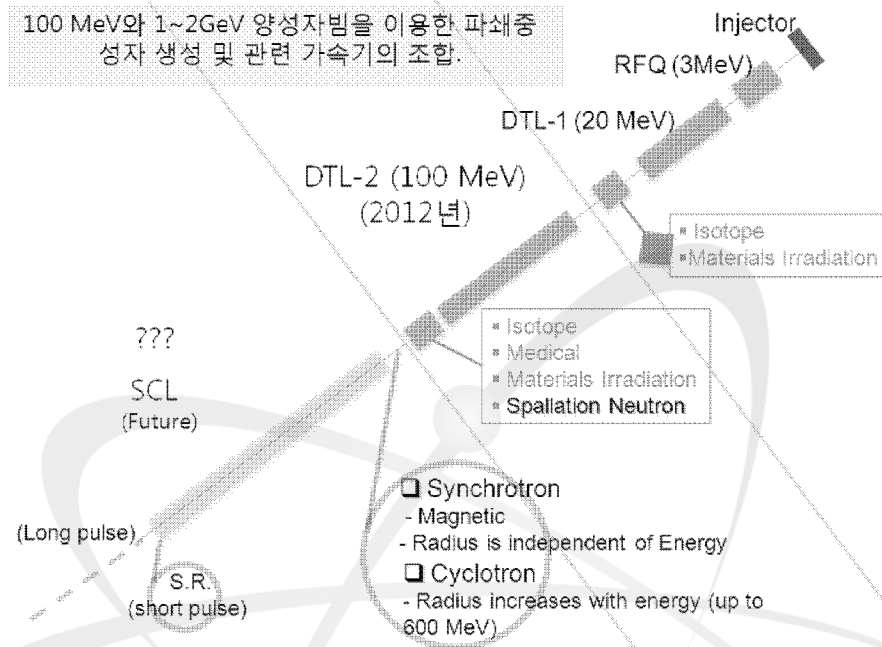 100 MeV와 1~2GeV 양성자빔을 이용한 파쇄중
성자 생성 및 관련 가속기의 조합.
Injector
RFQ (3MeV)
DTL-1 (20 MeV)
DTL-2 (100 MeV)
(2012년)
▪ Isotope
▪Materials Irradiation
▪ Isotope
▪ Medical
▪ Materials Irradiation
▪ Spallation Neutron
???
SCL
(Future)
(Long pulse)
S.R.
(short pulse)
❑ Synchrotron
- Magnetic
- Radius is independent of Energy
❑ Cyclotron
- Radius increases with energy (up to
600 MeV)